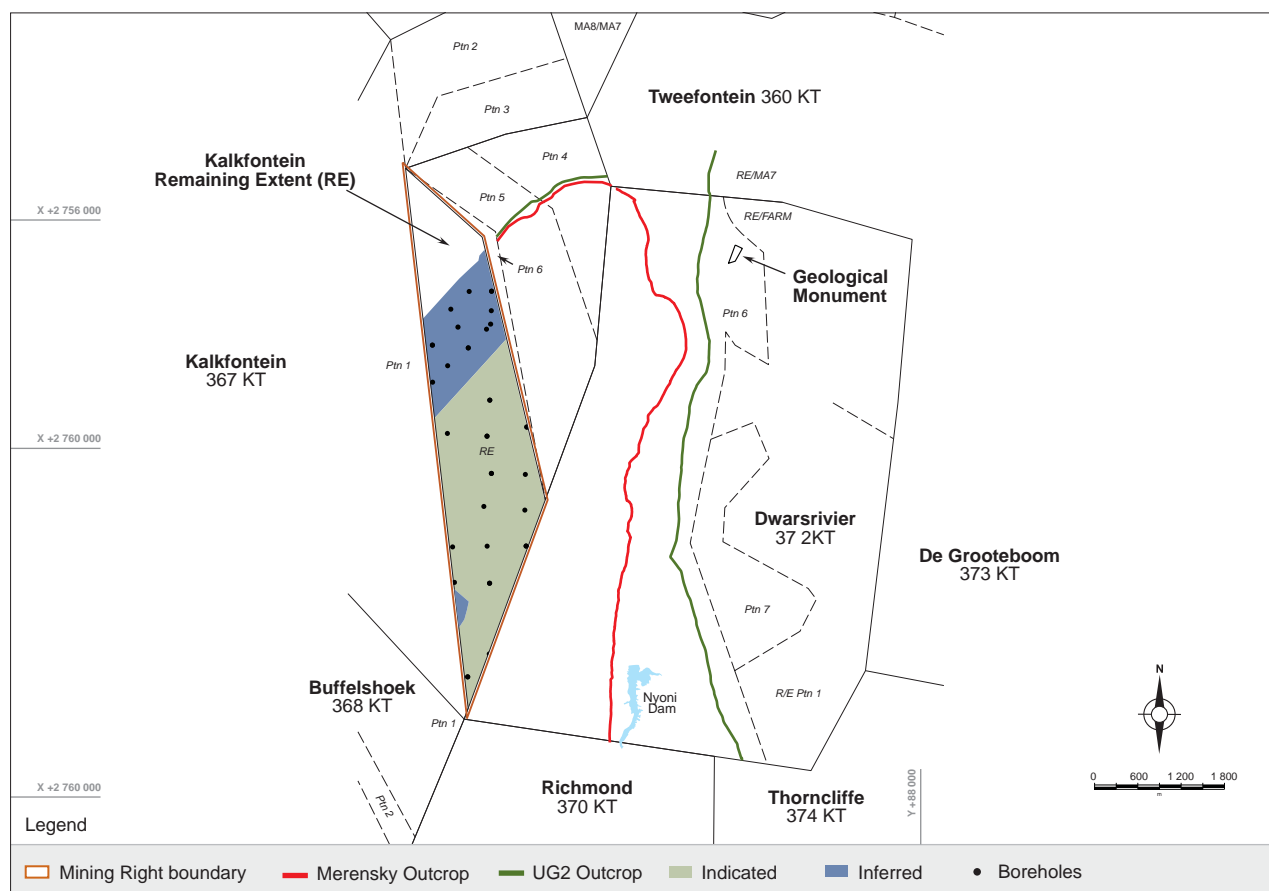 MA8/MA7
Ptn 2
Tweefontein 360 KT
Ptn 3
Kalkfontein
Remaining Extent (RE)
Ptn 4
RE/MA7
Ptn 5
X +2 756 000
RE/FARM
Ptn 6
Geological
Monument
Ptn 6
Kalkfontein
367 KT
Ptn 1
X +2 760 000
RE
Dwarsrivier
37 2KT
De Grooteboom
373 KT
Ptn 7
Buffelshoek
368 KT
Ptn 1
Nyoni
Dam
R/E Ptn 1
N
Richmond
370 KT
Thorncliffe
374 KT
Y +88 000
0 600 1 200 1 800
m
X +2 760 000
Ptn 2
Legend
Mining Right boundary Merensky Outcrop UG2 Outcrop Indicated Inferred Boreholes